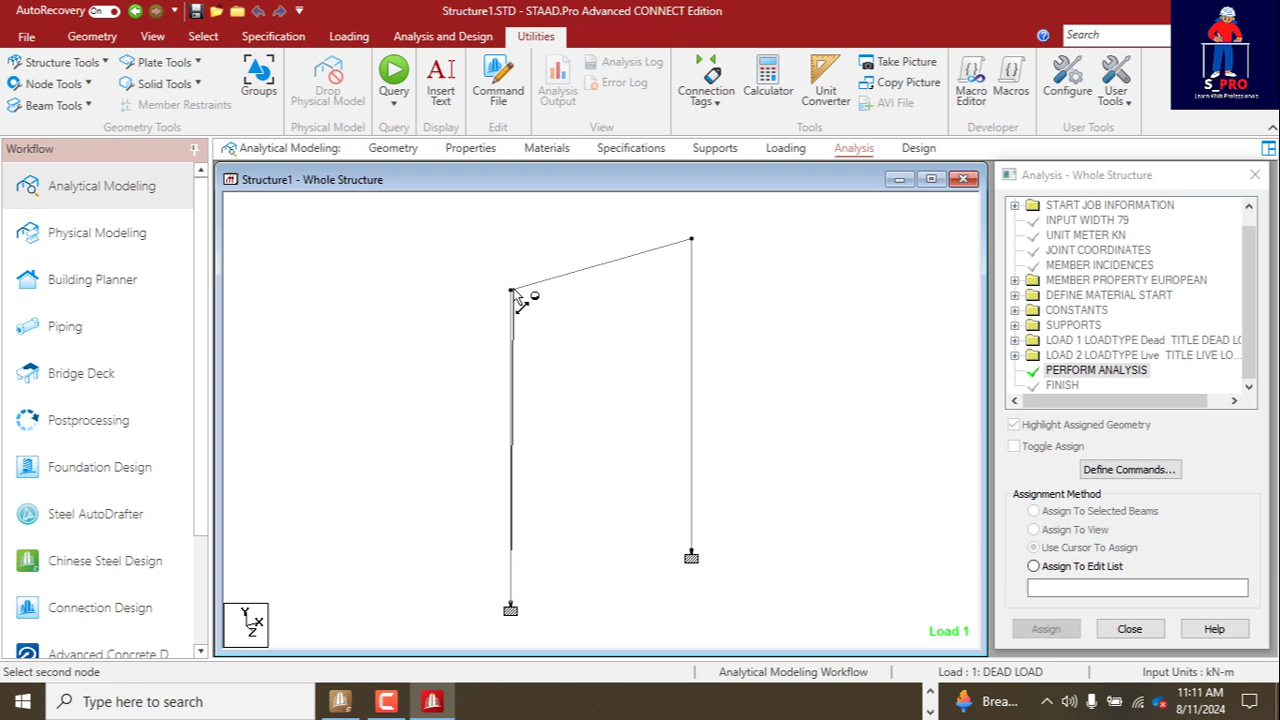 AutoRecovery On
Structure1.STD - STAAD.Pro Advanced CONNECT Edition
File Geometry View Select Specification Loading Analysis and Design Utilities Search
Structure Tools Plate Tools
Node Tools Solid Tools
Beam Tools Member Restraints
Geometry Tools
Groups
Drop
Physical Model
Physical Model
Query
Query
Insert
Text
Display
Command
File
Edit
Analysis
Output
Analysis Log
Error Log
View
Connection
Tags
Calculator
Unit
Converter
Take Picture
Copy Picture
AVI File
Tools
Macro
Editor
Macros
Developer
Configure
User
Tools
User Tools
S_PRO
Learn With Professionals
Workflow
Analytical Modeling
Physical Modeling
Building Planner
Piping
Bridge Deck
Postprocessing
Foundation Design
Steel AutoDrafter
Chinese Steel Design
Connection Design
Advanced Concrete D
Analytical Modeling: Geometry Properties Materials Specifications Supports Loading Analysis Design
Structure1 - Whole Structure
Y
X
Z
Load 1
Analysis - Whole Structure
START JOB INFORMATION
INPUT WIDTH 79
UNIT METER KN
JOINT COORDINATES
MEMBER INCIDENCES
MEMBER PROPERTY EUROPEAN
DEFINE MATERIAL START
CONSTANTS
SUPPORTS
LOAD 1 LOADTYPE Dead TITLE DEAD LO
LOAD 2 LOADTYPE Live TITLE LIVE LO...
PERFORM ANALYSIS
FINISH
Highlight Assigned Geometry
Toggle Assign
Define Commands...
Assignment Method
Assign To Selected Beams
Assign To View
Use Cursor To Assign
Assign To Edit List
Assign Close Help
Select second node Analytical Modeling Workflow Load : 1: DEAD LOAD Input Units : kN-m
Type here to search
Brea...
11:11 AM
8/11/2024